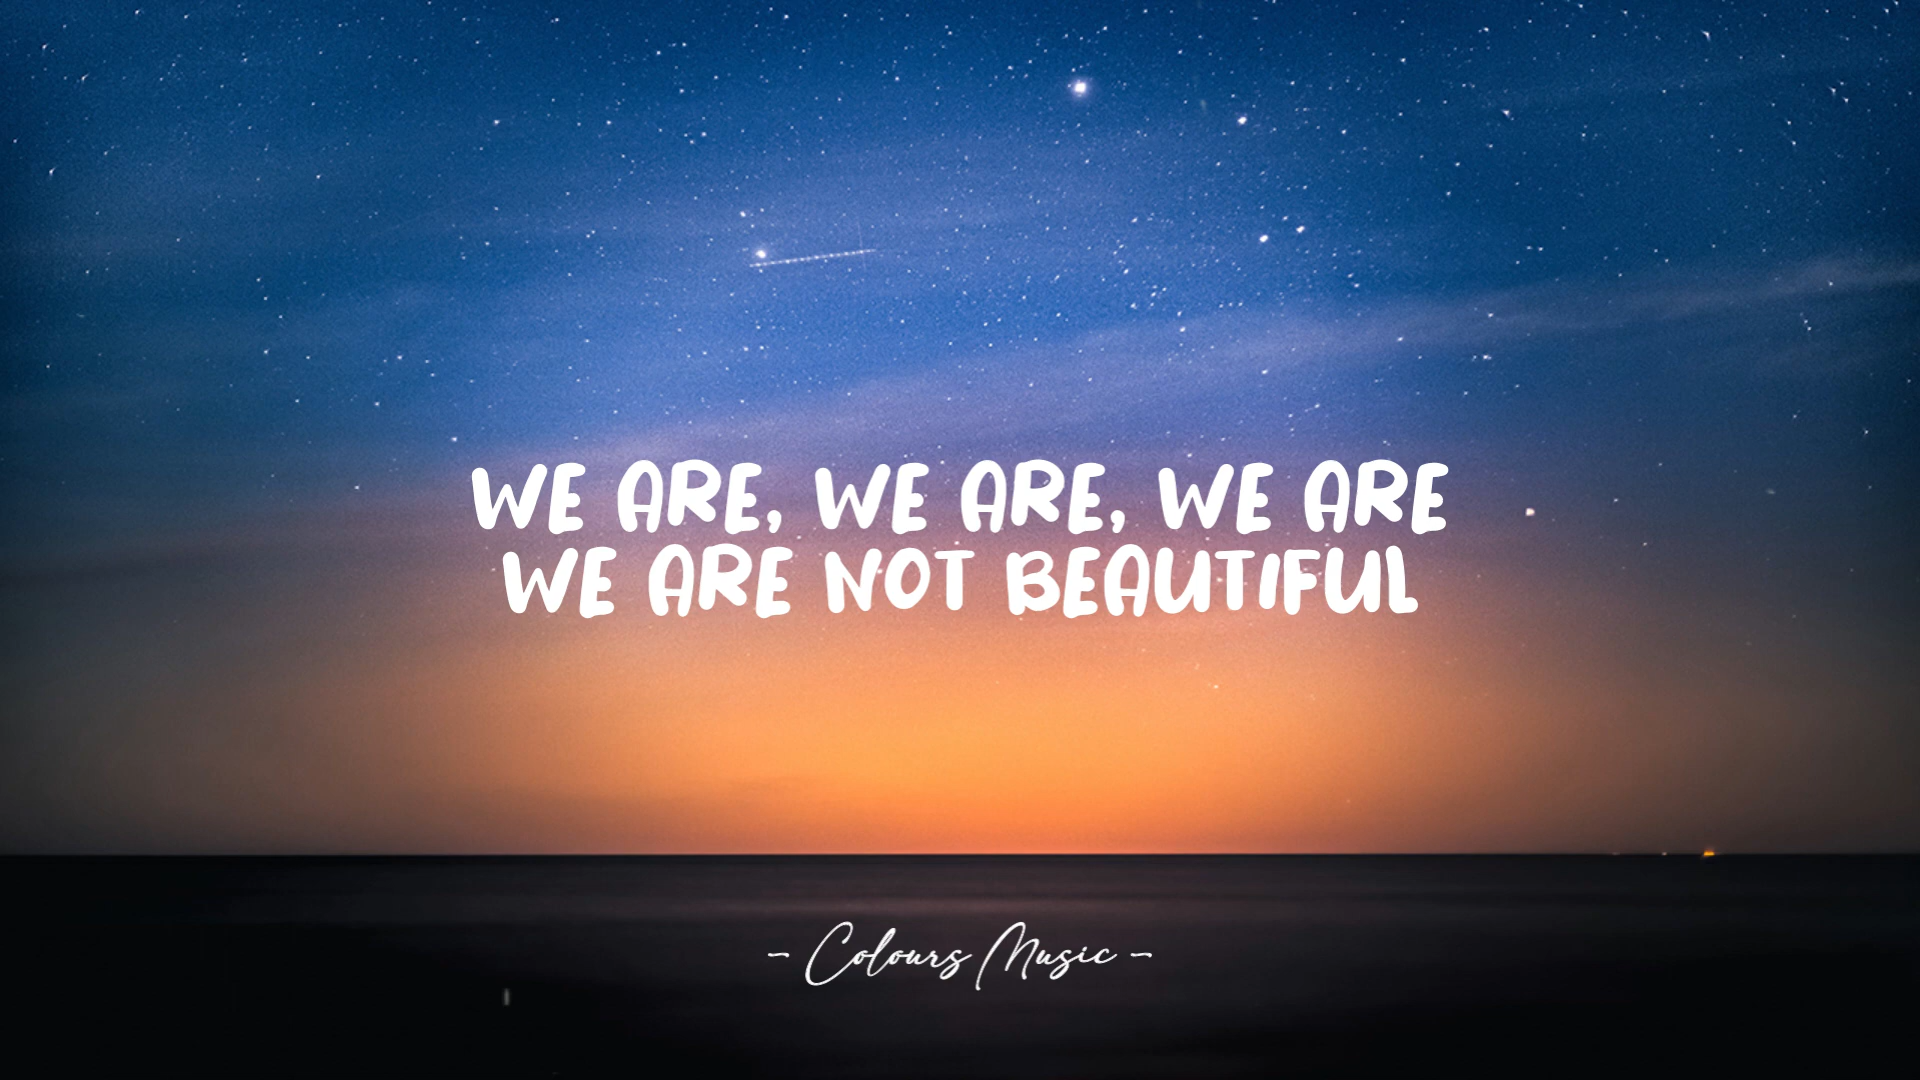 WE ARE, WE ARE, WE ARE
WE ARE NOT BEAUTIFUL
- Colours Music -